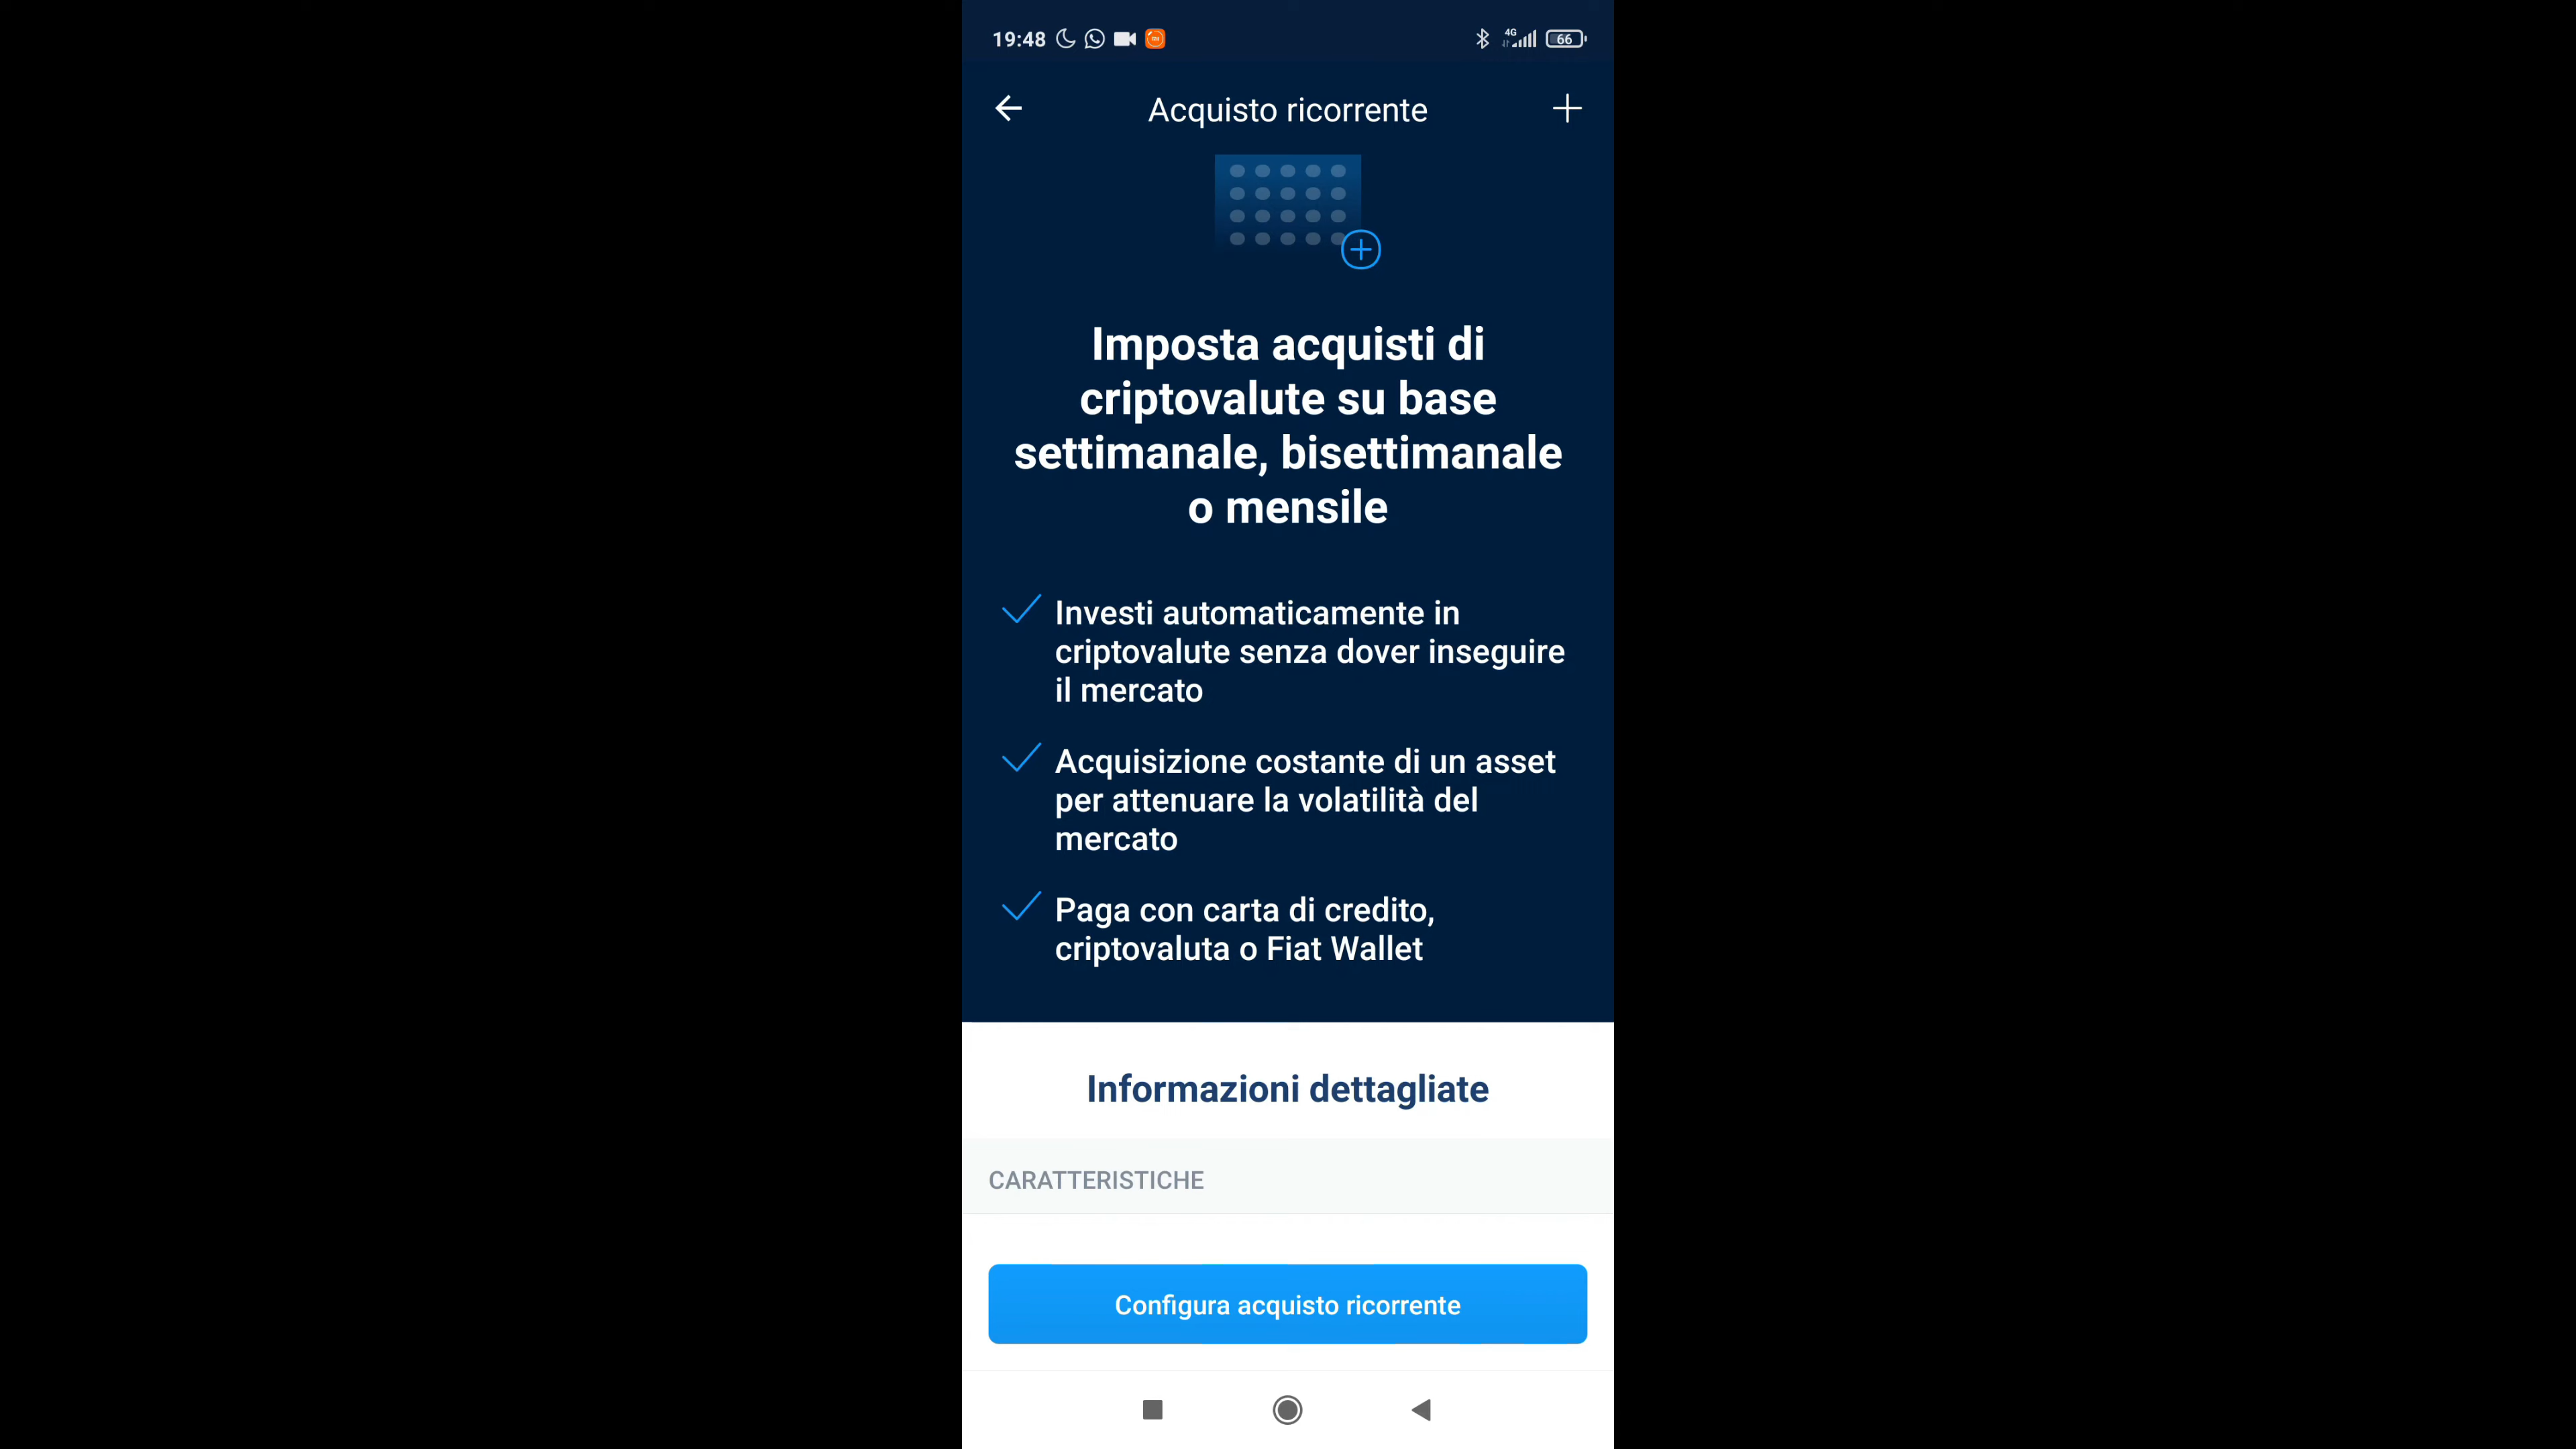 19:48
4G
66
Acquisto ricorrente
Imposta acquisti di
criptovalute su base
settimanale, bisettimanale
o mensile
Investi automaticamente in
criptovalute senza dover inseguire
il mercato
Acquisizione costante di un asset
per attenuare la volatilità del
mercato
Paga con carta di credito,
criptovaluta o Fiat Wallet
Informazioni dettagliate
CARATTERISTICHE
Configura acquisto ricorrente